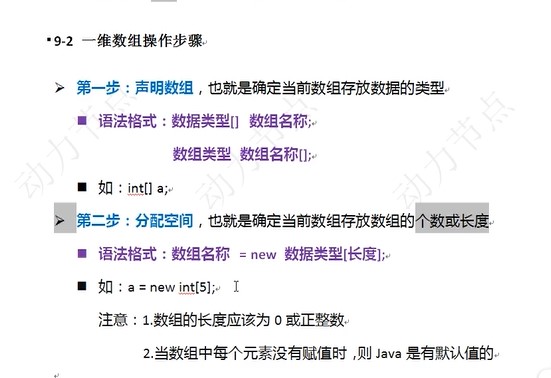 ▪9-2 一维数组操作步骤
➢ 第一步：声明数组，也就是确定当前数组存放数据的类型
■ 语法格式：数据类型[] 数组名称;
数组类型 数组名称[];
■ 如：int[] a;
➢ 第二步：分配空间，也就是确定当前数组存放数组的个数或长度
■ 语法格式：数组名称 = new 数据类型[长度];
■ 如：a = new int[5];
注意：1.数组的长度应该为 0 或正整数
2.当数组中每个元素没有赋值时，则 Java 是有默认值的
动力节点
动力节点
动力节点